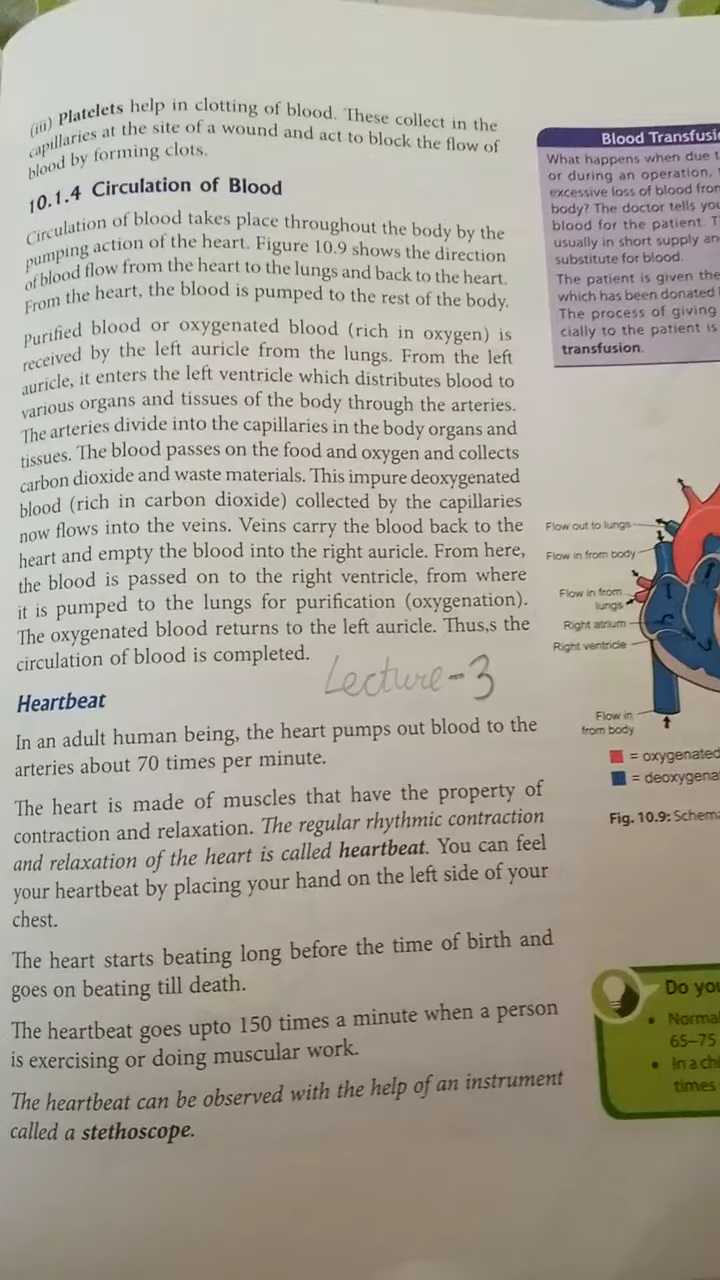 (iii) Platelets help in clotting of blood. These collect in the
capillaries at the site of a wound and act to block the flow of
blood by forming clots.
10.1.4 Circulation of Blood
Circulation of blood takes place throughout the body by the
pumping action of the heart. Figure 10.9 shows the direction
of blood flow from the heart to the lungs and back to the heart.
From the heart, the blood is pumped to the rest of the body.
Purified blood or oxygenated blood (rich in oxygen) is
received by the left auricle from the lungs. From the left
auricle, it enters the left ventricle which distributes blood to
various organs and tissues of the body through the arteries.
The arteries divide into the capillaries in the body organs and
tissues. The blood passes on the food and oxygen and collects
carbon dioxide and waste materials. This impure deoxygenated
blood (rich in carbon dioxide) collected by the capillaries
now flows into the veins. Veins carry the blood back to the
heart and empty the blood into the right auricle. From here,
the blood is passed on to the right ventricle, from where
it is pumped to the lungs for purification (oxygenation).
The oxygenated blood returns to the left auricle. Thus,s the
circulation of blood is completed.
Lecture-3
Heartbeat
In an adult human being, the heart pumps out blood to the
arteries about 70 times per minute.
The heart is made of muscles that have the property of
contraction and relaxation. The regular rhythmic contraction
and relaxation of the heart is called heartbeat. You can feel
your heartbeat by placing your hand on the left side of your
chest.
The heart starts beating long before the time of birth and
goes on beating till death.
The heartbeat goes upto 150 times a minute when a person
is exercising or doing muscular work.
The heartbeat can be observed with the help of an instrument
called a stethoscope.
Blood Transfusi
What happens when due t
or during an operation,
excessive loss of blood from
body? The doctor tells you
blood for the patient. T
usually in short supply an
substitute for blood.
The patient is given the
which has been donated
The process of giving
cially to the patient is
transfusion.
Flow out to lungs
Flow in from body
Flow in from
lungs
Right atrium
Right ventricle
Flow in
from body
= oxygenated
= deoxygena
Fig. 10.9: Schema
Do you
• Normal
65–75
• In a chi
times